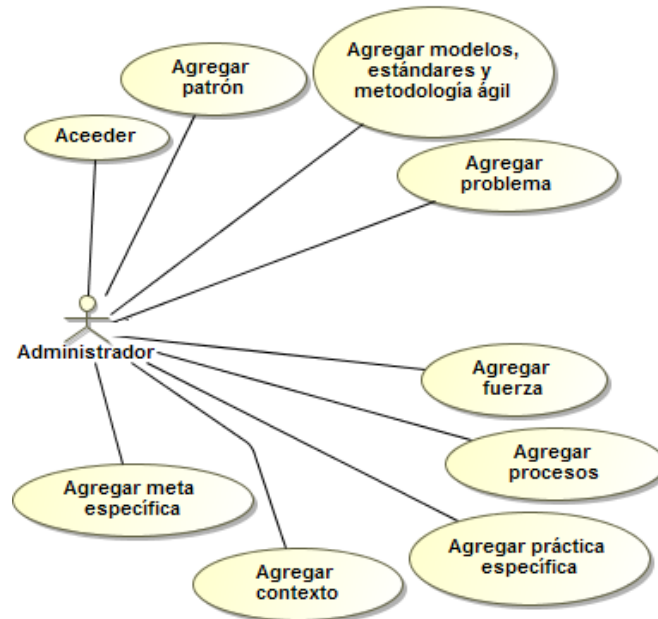 Agregar modelos,
estándares y
metodología ágil
Agregar
patrón
Aceeder
Agregar
problema
Administrador
Agregar
fuerza
Agregar
procesos
Agregar meta
específica
Agregar práctica
específica
Agregar
contexto